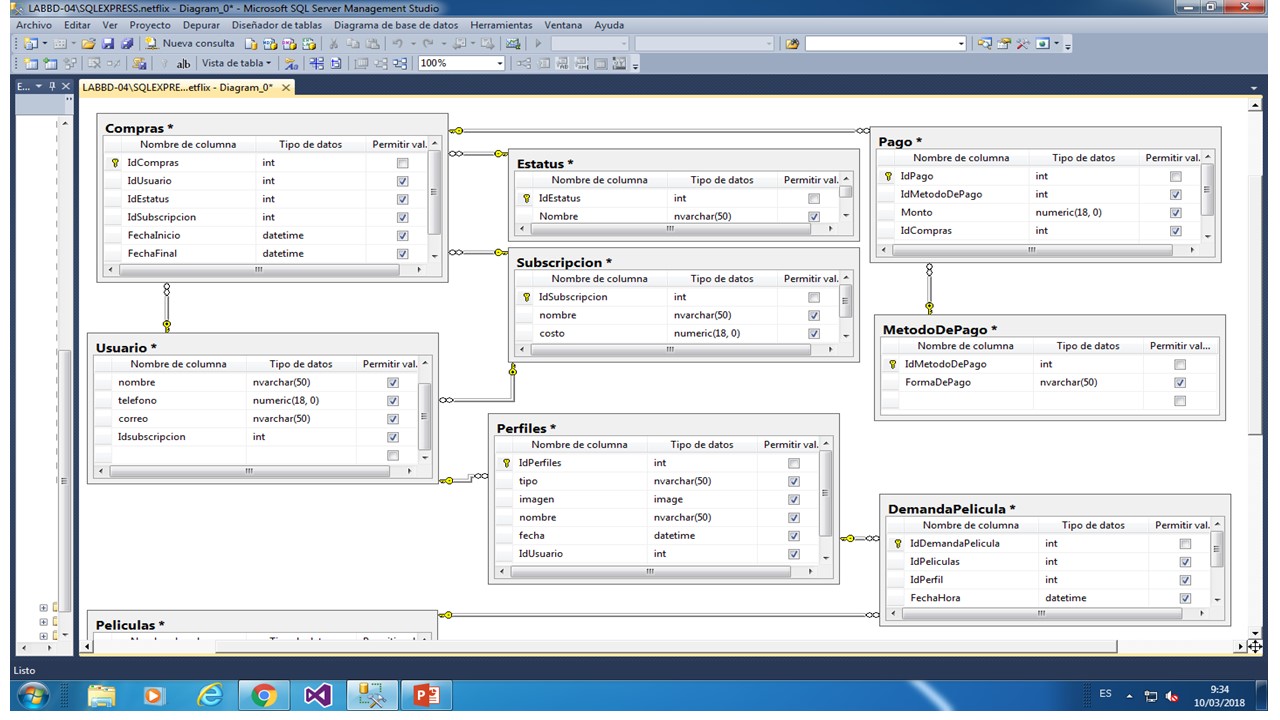 LABBD-04\SQLEXPRESS.netflix - Diagram_0* - Microsoft SQL Server Management Studio
Archivo Editar Ver Proyecto Depurar Diseñador de tablas Diagrama de base de datos Herramientas Ventana Ayuda
Nueva consulta
ab| Vista de tabla 100%
E... LABBD-04\SQLEXPRE...etflix - Diagram_0*
Compras *
Nombre de columna Tipo de datos Permitir val.
IdCompras int
IdUsuario int
IdEstatus int
IdSubscripcion int
FechaInicio datetime
FechaFinal datetime
Estatus *
Nombre de columna Tipo de datos Permitir val.
IdEstatus int
Nombre nvarchar(50)
Pago *
Nombre de columna Tipo de datos Permitir val.
IdPago int
IdMetodoDePago int
Monto numeric(18, 0)
IdCompras int
Subscripcion *
Nombre de columna Tipo de datos Permitir val.
IdSubscripcion int
nombre nvarchar(50)
costo numeric(18, 0)
MetodoDePago *
Nombre de columna Tipo de datos Permitir val...
IdMetodoDePago int
FormaDePago nvarchar(50)
Usuario *
Nombre de columna Tipo de datos Permitir val.
nombre nvarchar(50)
telefono numeric(18, 0)
correo nvarchar(50)
Idsubscripcion int
Perfiles *
Nombre de columna Tipo de datos Permitir val.
IdPerfiles int
tipo nvarchar(50)
imagen image
nombre nvarchar(50)
fecha datetime
IdUsuario int
DemandaPelicula *
Nombre de columna Tipo de datos Permitir val.
IdDemandaPelicula int
IdPeliculas int
IdPerfil int
FechaHora datetime
Peliculas *
Listo
ES 9:34
10/03/2018